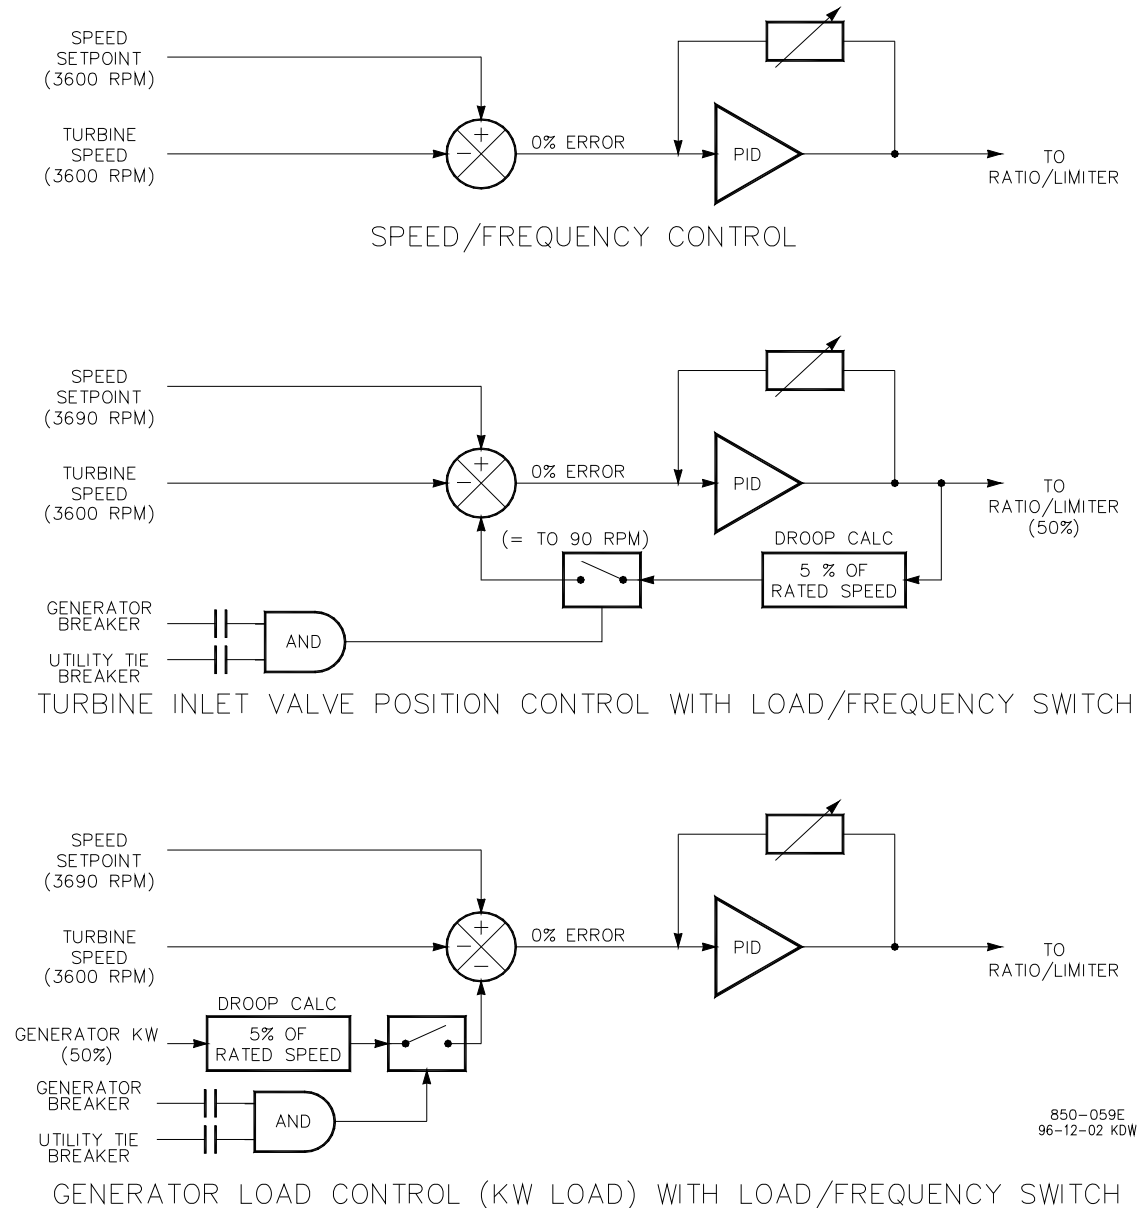 SPEED
SETPOINT
(3600 RPM)
TURBINE
SPEED
(3600 RPM)
+
−
0% ERROR
PID
TO
RATIO/LIMITER
SPEED/FREQUENCY CONTROL
SPEED
SETPOINT
(3690 RPM)
TURBINE
SPEED
(3600 RPM)
+
−
0% ERROR
PID
TO
RATIO/LIMITER
(50%)
(= TO 90 RPM)
DROOP CALC
5 % OF
RATED SPEED
GENERATOR
BREAKER
AND
UTILITY TIE
BREAKER
TURBINE INLET VALVE POSITION CONTROL WITH LOAD/FREQUENCY SWITCH
SPEED
SETPOINT
(3690 RPM)
TURBINE
SPEED
(3600 RPM)
+
−
−
0% ERROR
PID
TO
RATIO/LIMITER
DROOP CALC
GENERATOR KW
(50%)
5% OF
RATED SPEED
GENERATOR
BREAKER
AND
UTILITY TIE
BREAKER
850-059E
96-12-02 KDW
GENERATOR LOAD CONTROL (KW LOAD) WITH LOAD/FREQUENCY SWITCH